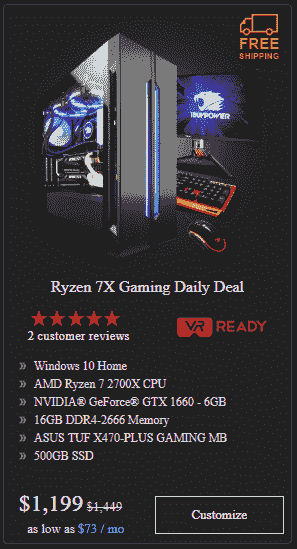 FREE
SHIPPING
iBUYPOWER
Ryzen 7X Gaming Daily Deal
2 customer reviews
VR READY
» Windows 10 Home
» AMD Ryzen 7 2700X CPU
» NVIDIA® GeForce® GTX 1660 - 6GB
» 16GB DDR4-2666 Memory
» ASUS TUF X470-PLUS GAMING MB
» 500GB SSD
$1,199 $1,449
as low as $73 / mo
Customize